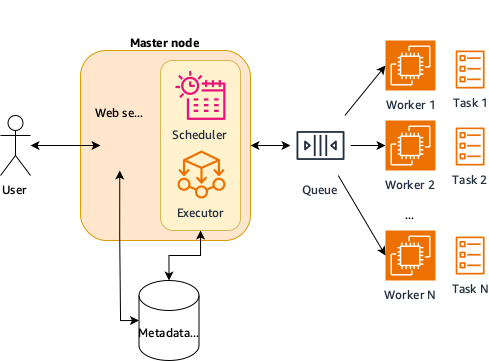 Master node
Web se...
Scheduler
Executor
User
Queue
Metadata...
Worker 1
Task 1
Worker 2
Task 2
...
Worker N
Task N